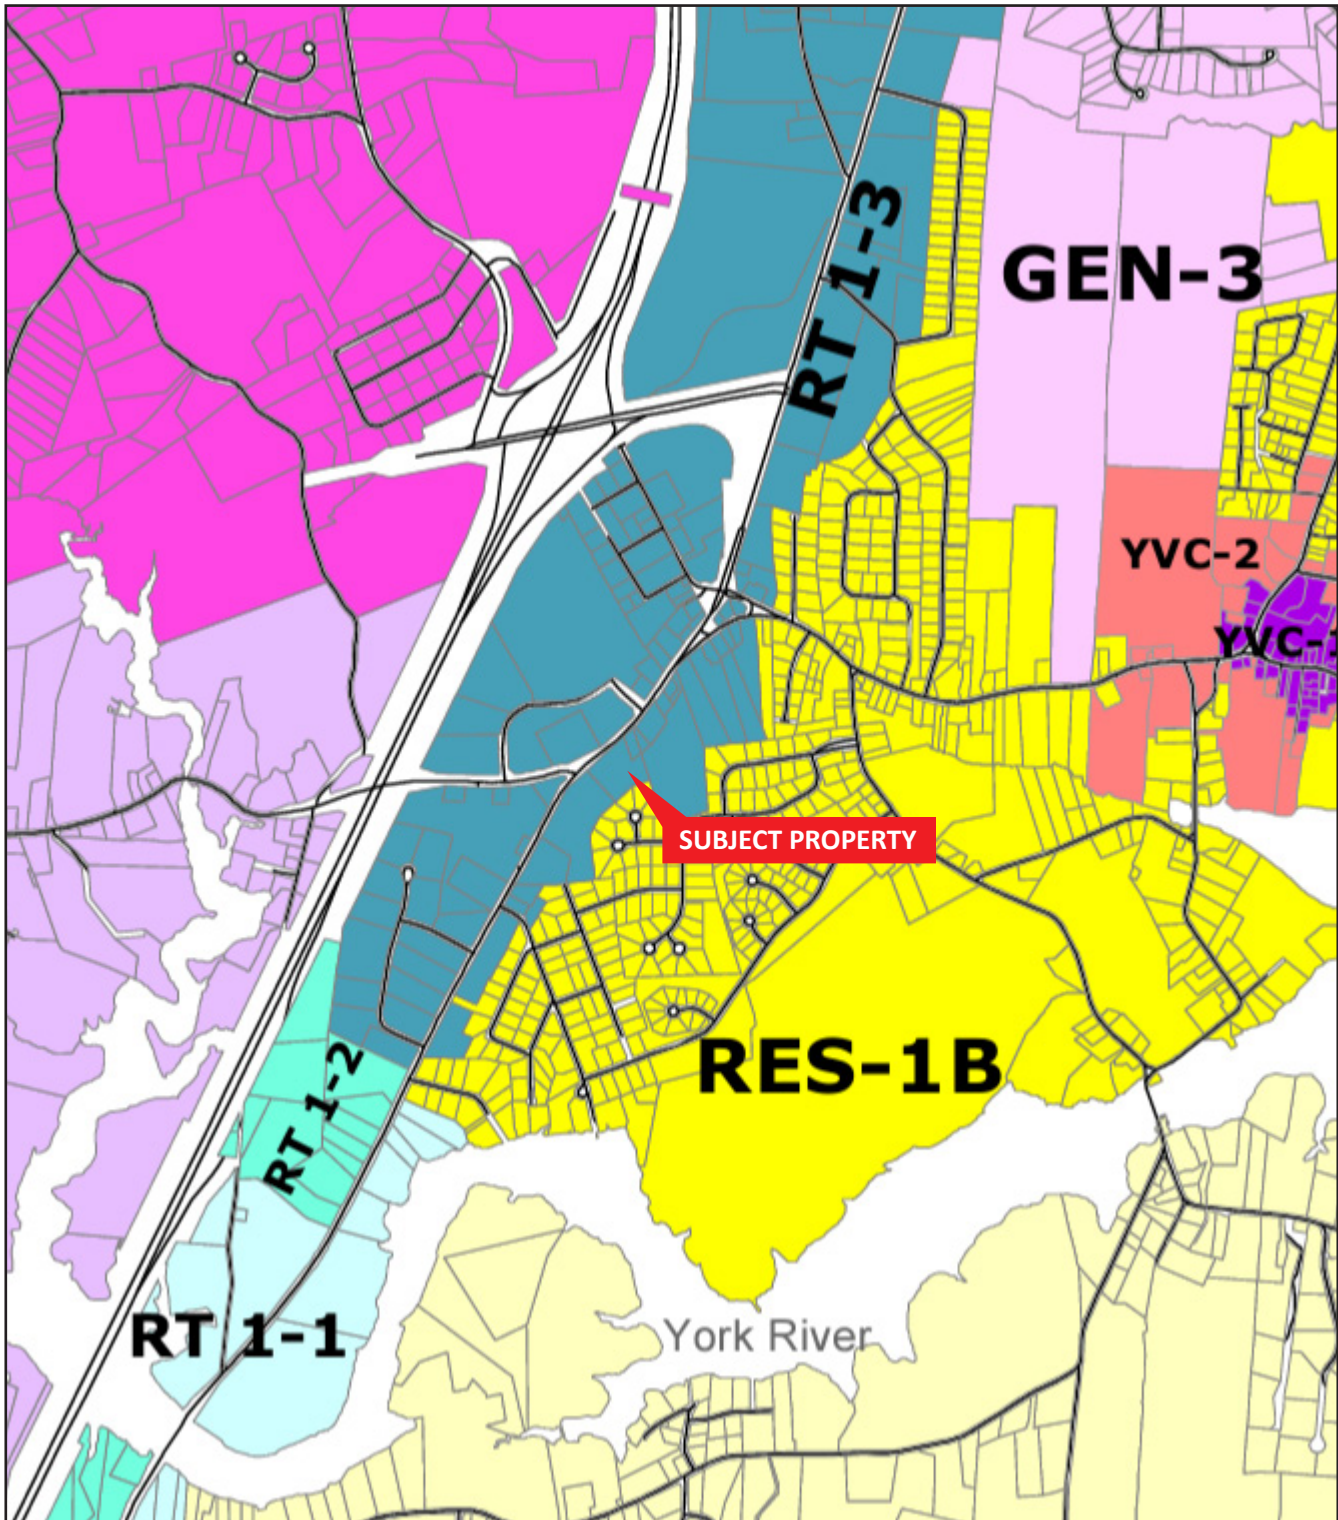 RT 1-3
GEN-3
YVC-2
YVC-
SUBJECT PROPERTY
RES-1B
RT 1-2
RT 1-1
York River